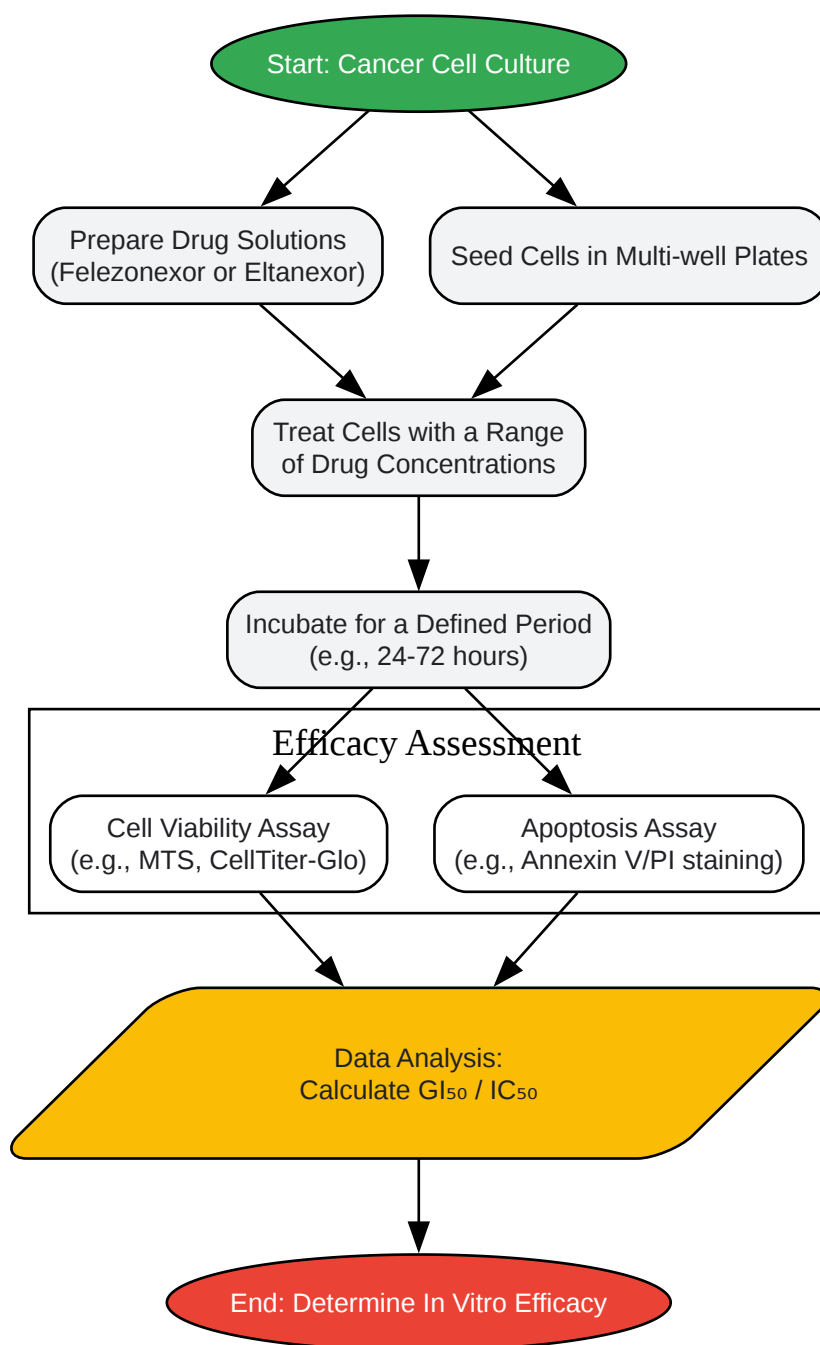 Start: Cancer Cell Culture
Prepare Drug Solutions
(Felezonexor or Eltanexor)
Seed Cells in Multi-well Plates
Treat Cells with a Range
of Drug Concentrations
Incubate for a Defined Period
(e.g., 24-72 hours)
Efficacy Assessment
Cell Viability Assay
(e.g., MTS, CellTiter-Glo)
Apoptosis Assay
(e.g., Annexin V/PI staining)
Data Analysis:
Calculate GI₅₀ / IC₅₀
End: Determine In Vitro Efficacy